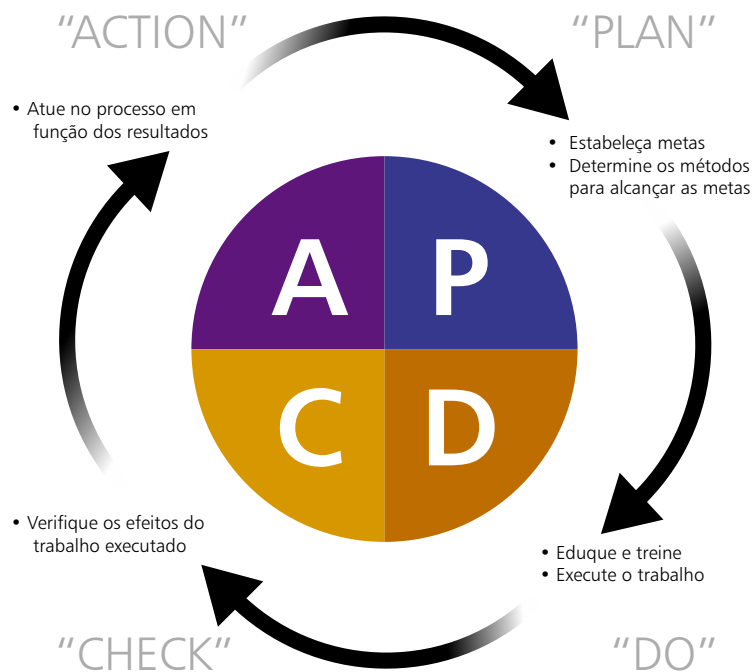 “ACTION”
“PLAN”
• Atue no processo em
função dos resultados
• Estabeleça metas
• Determine os métodos
para alcançar as metas
A P
C D
• Verifique os efeitos do
trabalho executado
• Eduque e treine
• Execute o trabalho
“CHECK”
“DO”